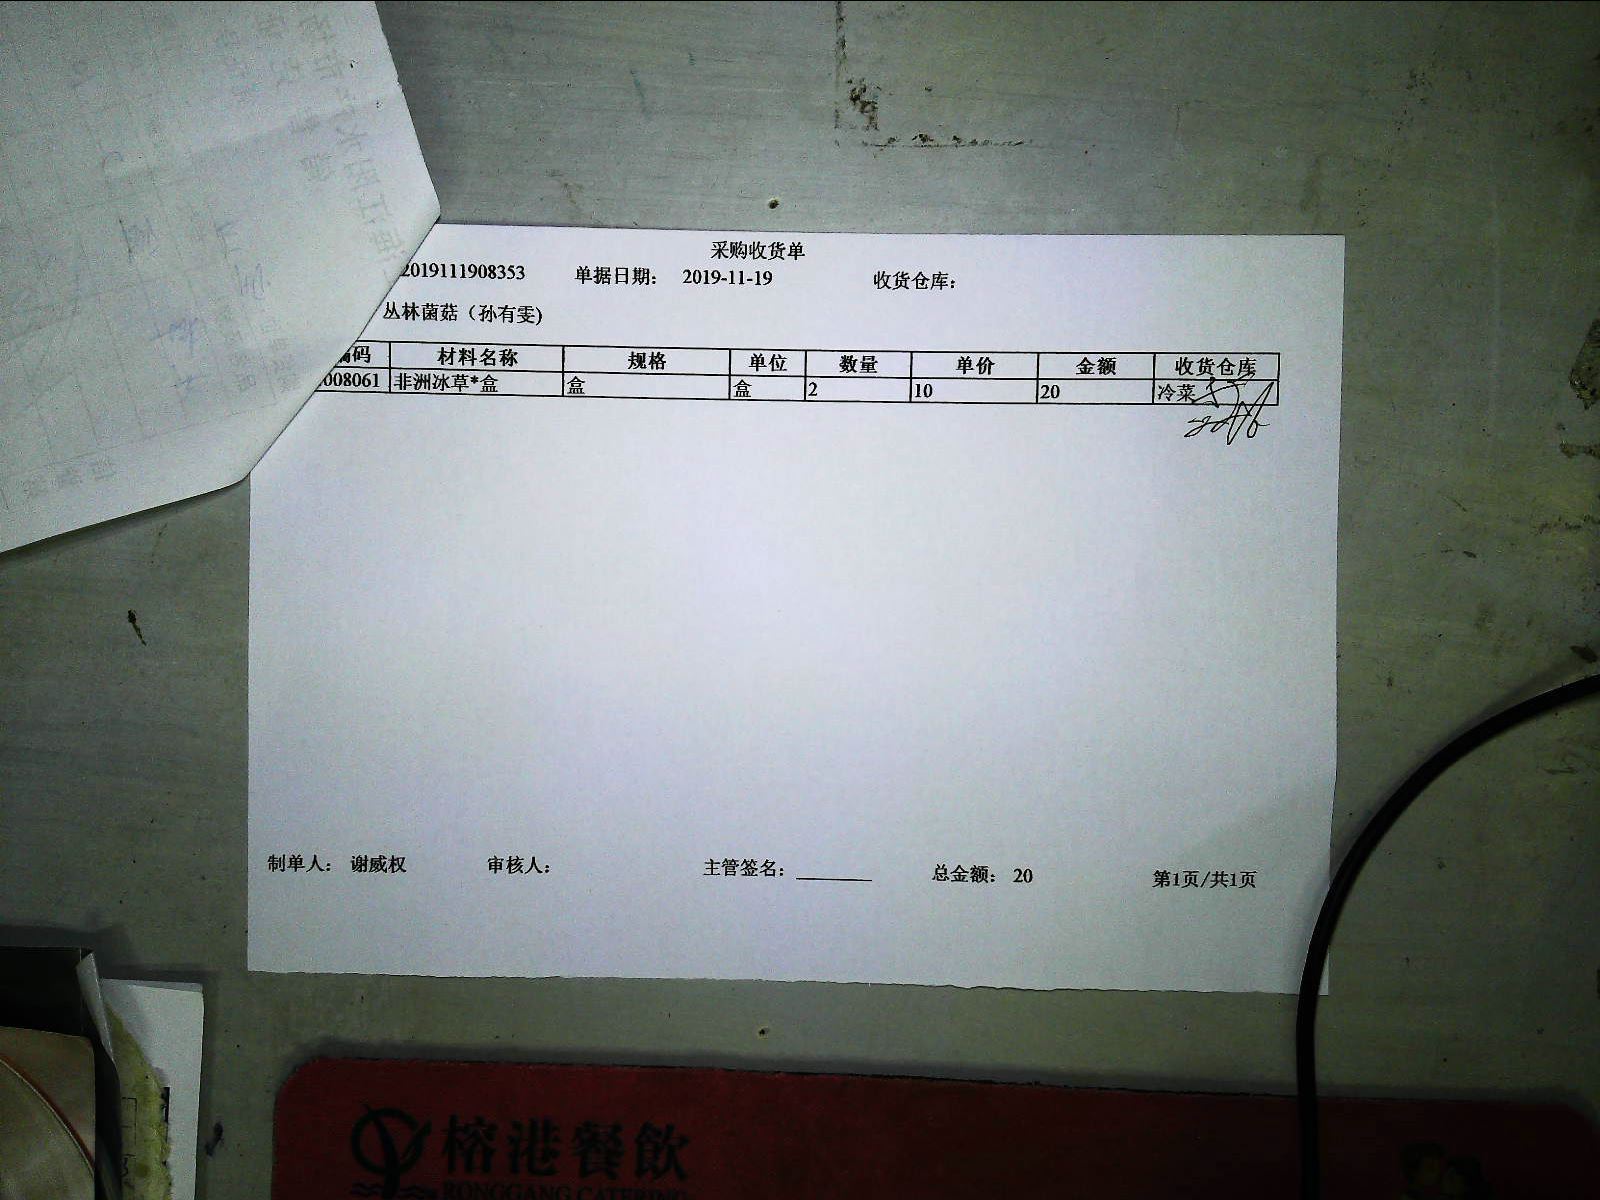 采购收货单
2019111908353 单据日期： 2019-11-19 收货仓库：
丛林菌菇（孙有雯)
编码 材料名称 规格 单位 数量 单价 金额 收货仓库
008061 非洲冰草*盒 盒 盒 2 10 20 冷菜
制单人： 谢威权 审核人： 主管签名：________ 总金额： 20 第1页/共1页
榕港餐飲
RONGGANG CATERING